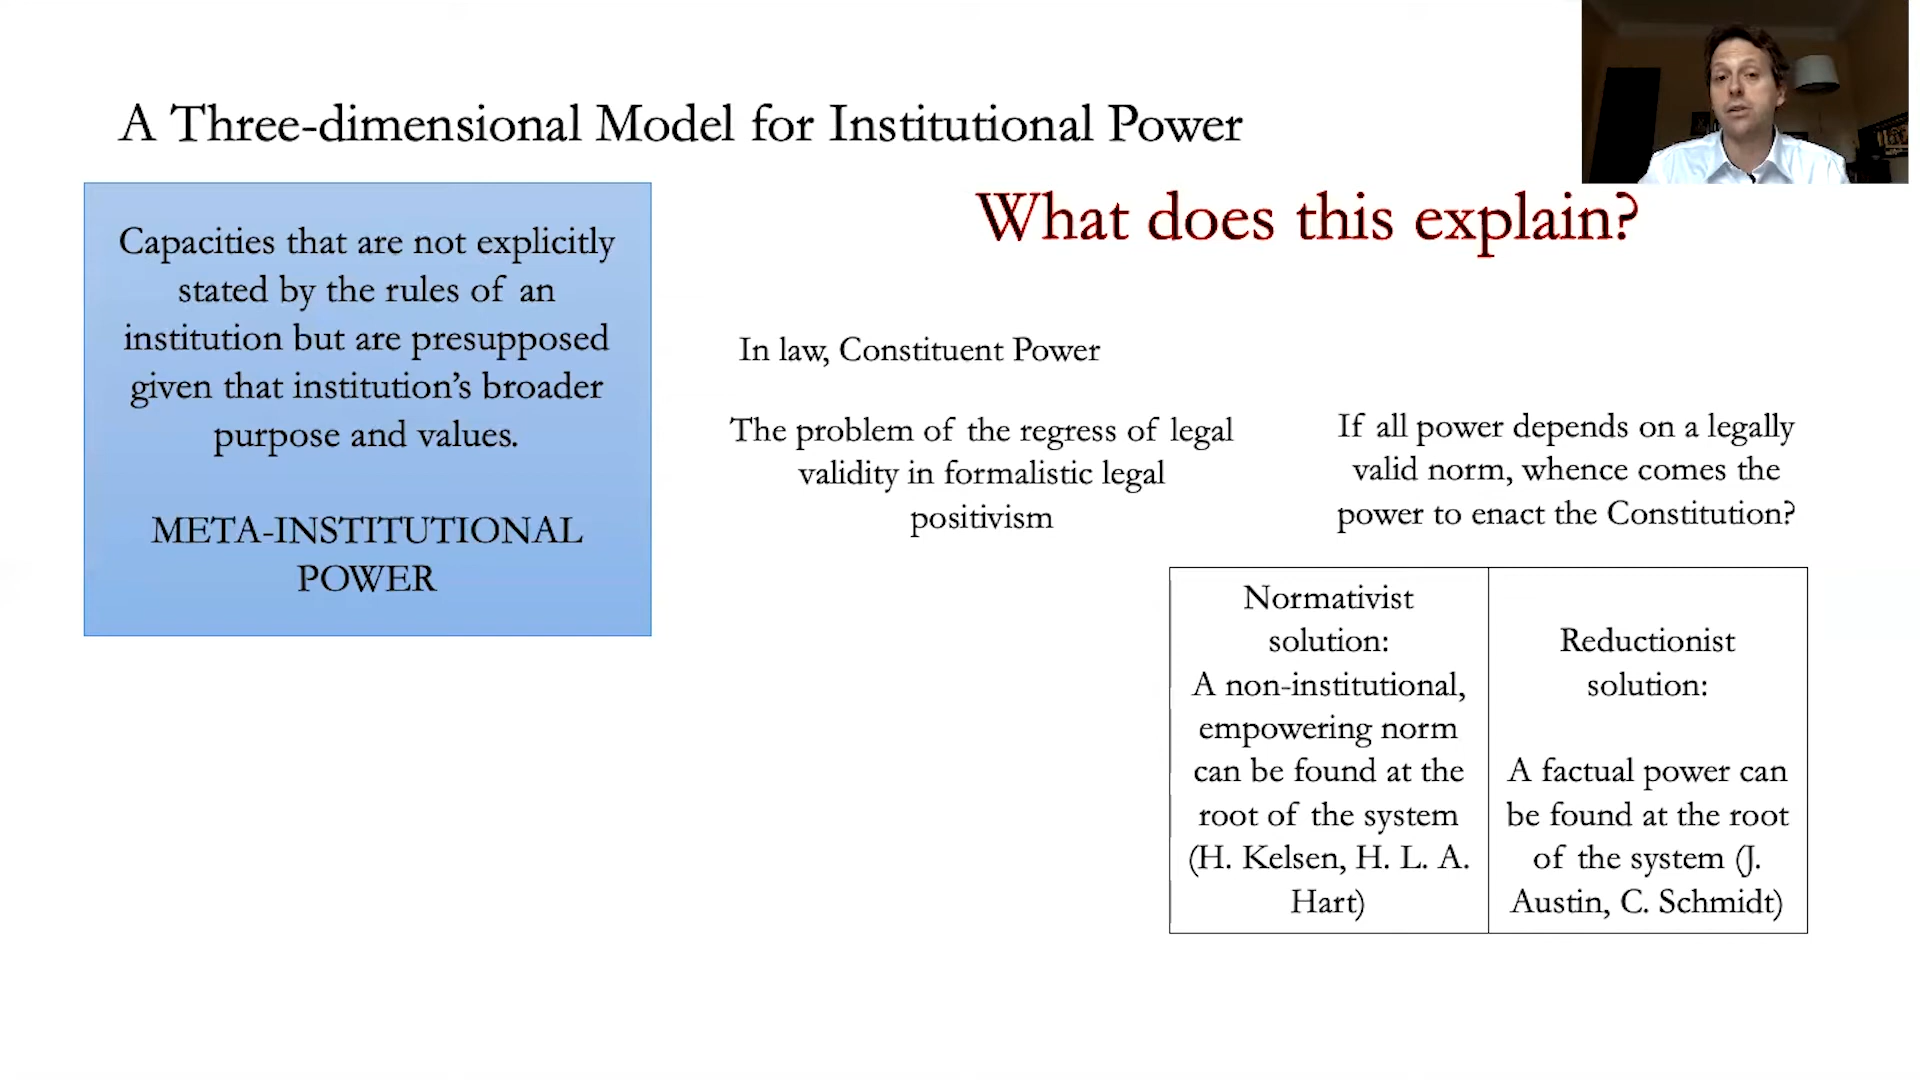 A Three-dimensional Model for Institutional Power
Capacities that are not explicitly
stated by the rules of an
institution but are presupposed
given that institution's broader
purpose and values.
META-INSTITUTIONAL
POWER
What does this explain?
In law, Constituent Power
The problem of the regress of legal
validity in formalistic legal
positivism
If all power depends on a legally
valid norm, whence comes the
power to enact the Constitution?
Normativist
solution:
A non-institutional,
empowering norm
can be found at the
root of the system
(H. Kelsen, H. L. A.
Hart)
Reductionist
solution:
A factual power can
be found at the root
of the system (J.
Austin, C. Schmidt)